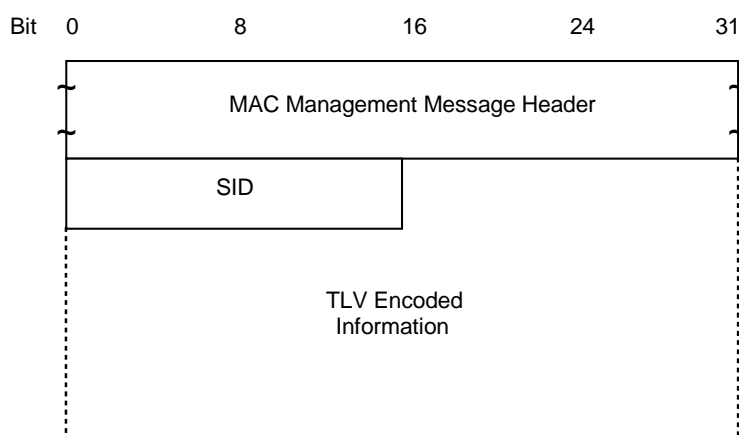 Bit 0 8 16 24 31
MAC Management Message Header
SID
TLV Encoded
Information